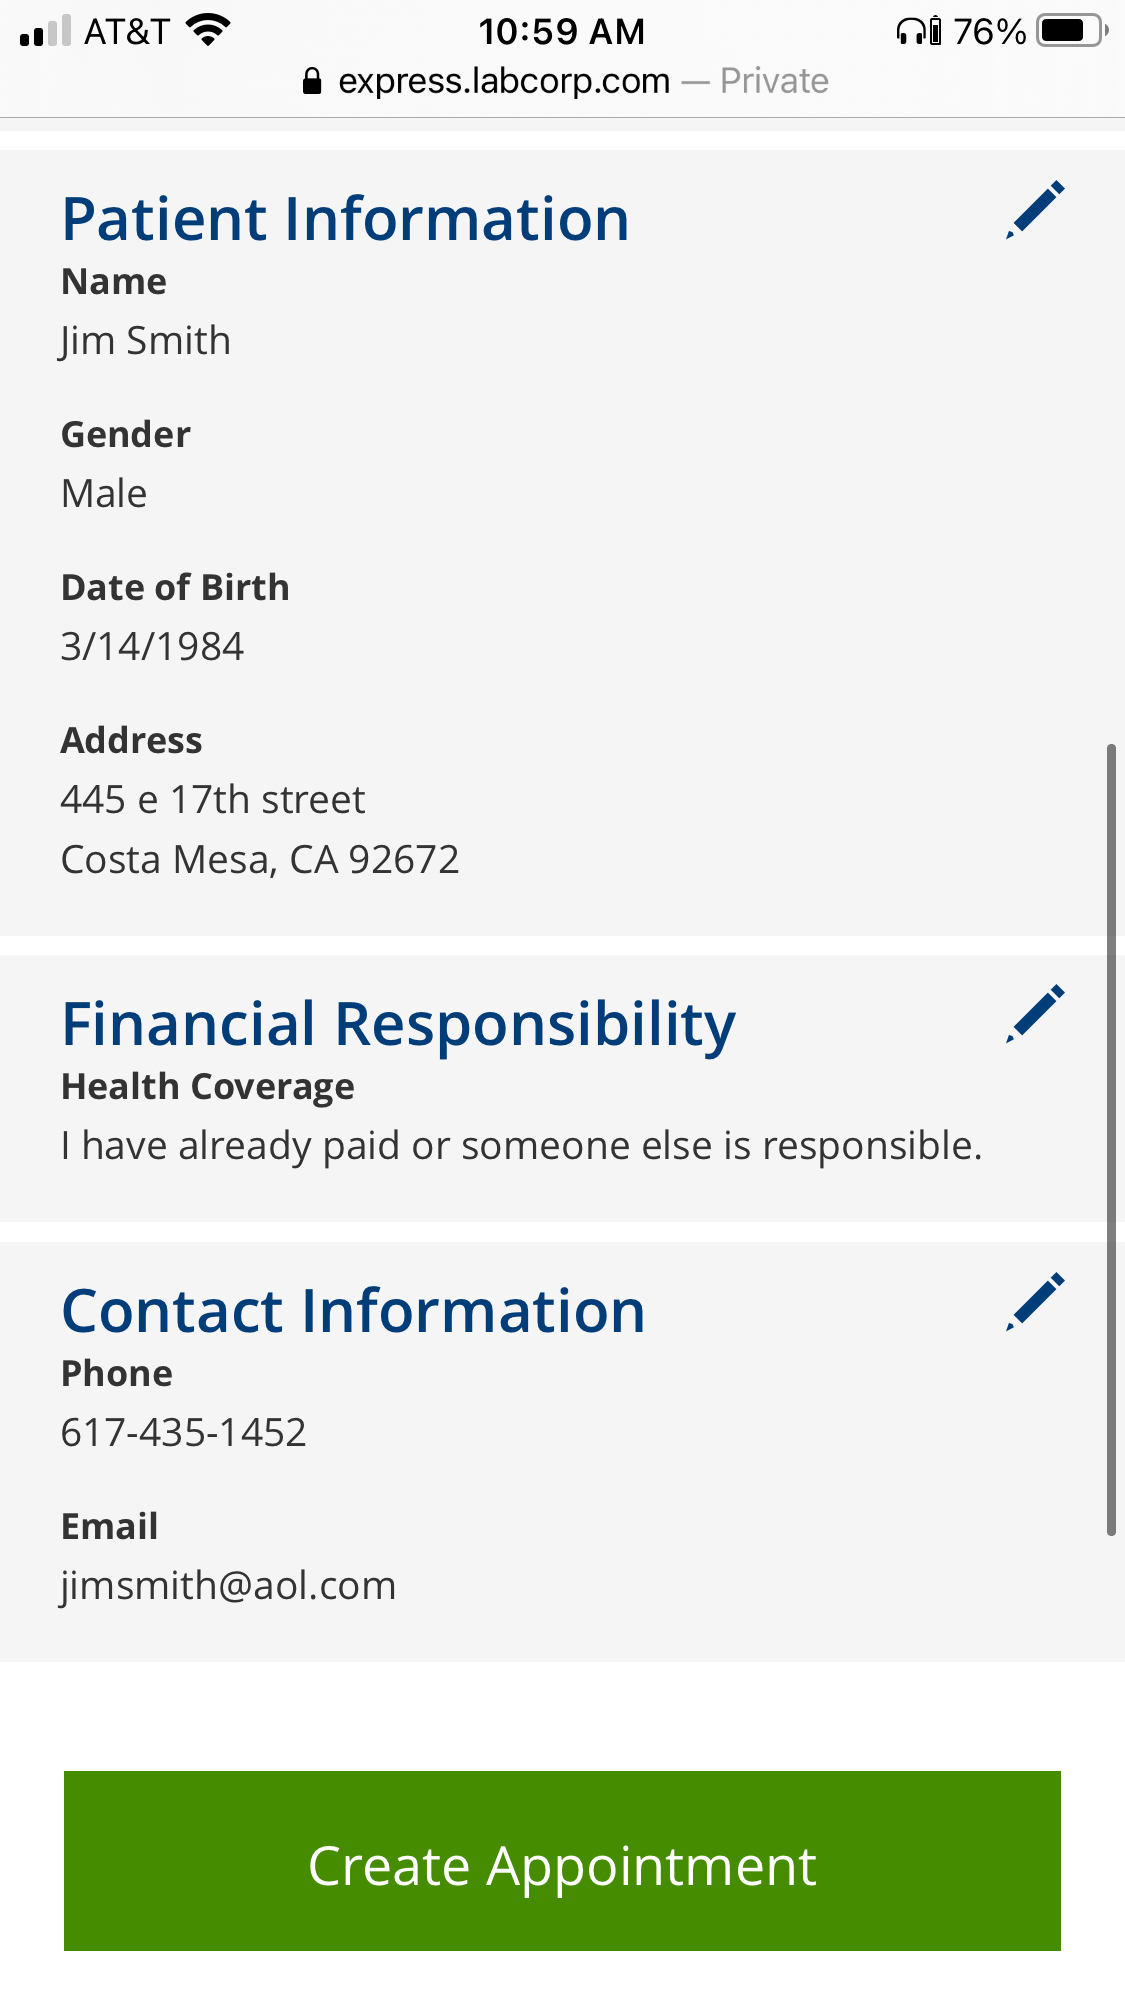 AT&T 10:59 AM 76%
express.labcorp.com — Private
Patient Information
Name
Jim Smith
Gender
Male
Date of Birth
3/14/1984
Address
445 e 17th street
Costa Mesa, CA 92672
Financial Responsibility
Health Coverage
I have already paid or someone else is responsible.
Contact Information
Phone
617-435-1452
Email
jimsmith@aol.com
Create Appointment